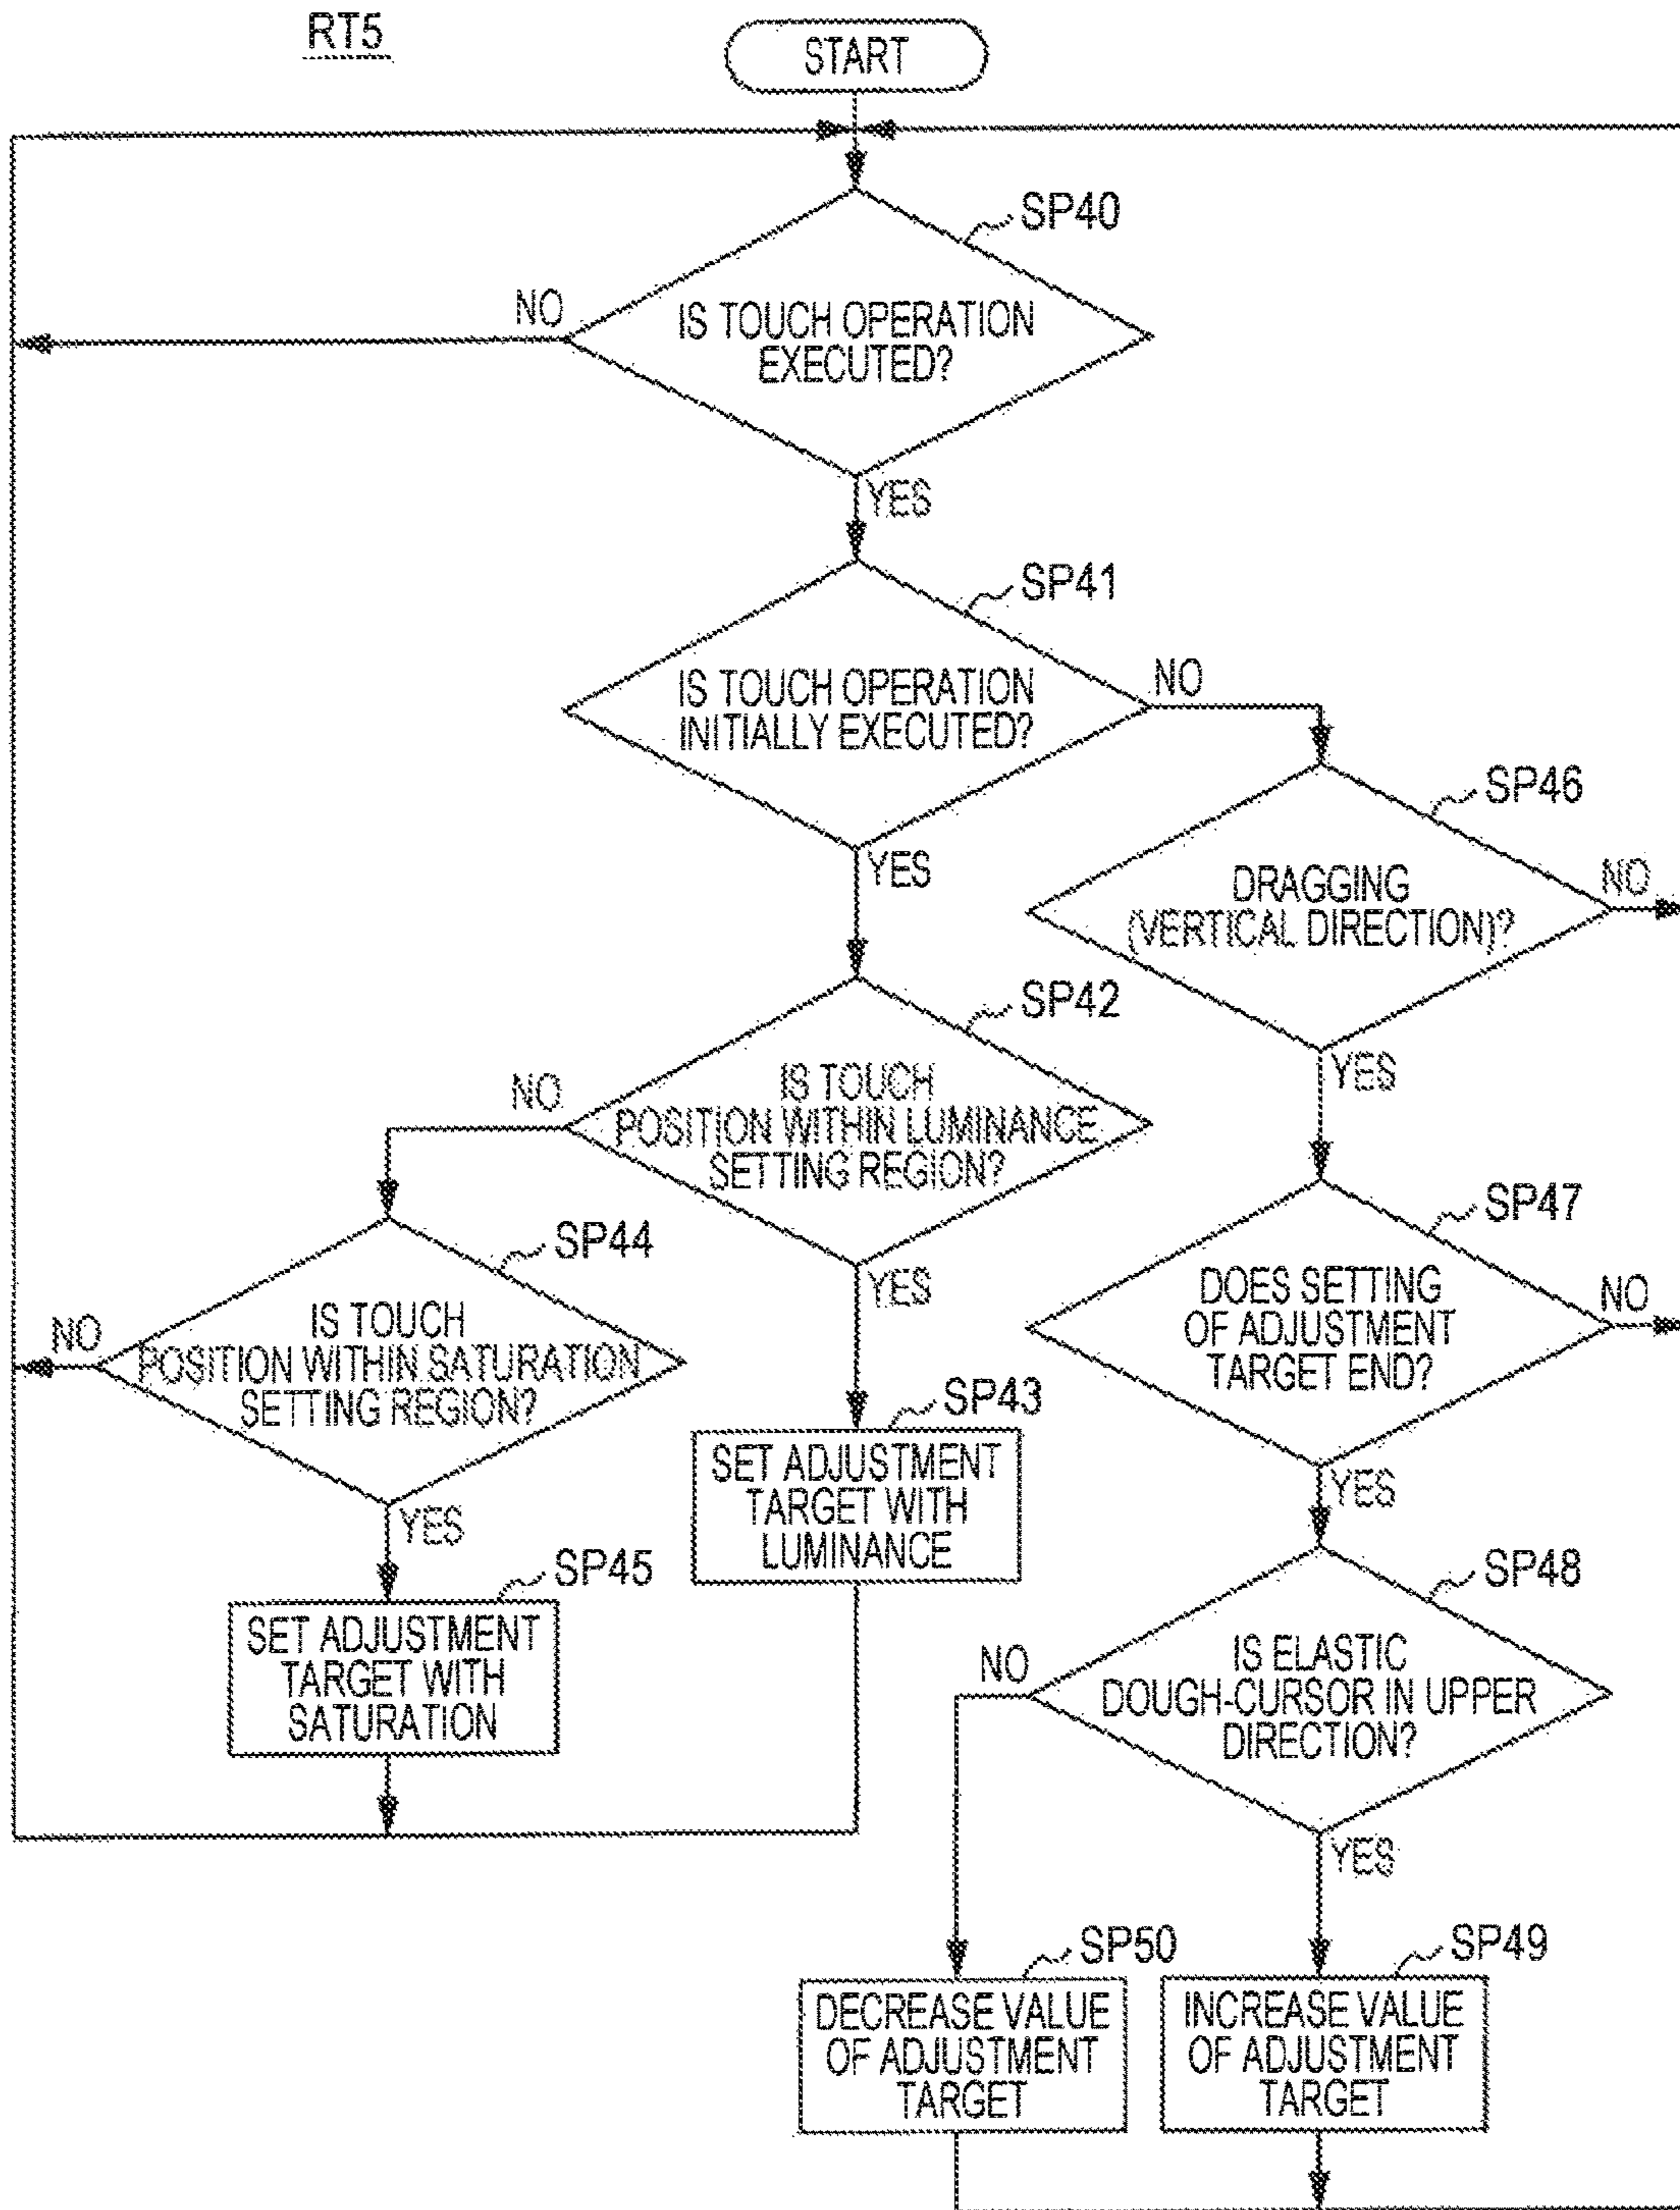 RT5
START
SP40
NO
IS TOUCH OPERATION
EXECUTED?
YES
SP41
IS TOUCH OPERATION
INITIALLY EXECUTED?
NO
YES
SP46
DRAGGING
(VERTICAL DIRECTION)?
NO
YES
SP42
NO
IS TOUCH
POSITION WITHIN LUMINANCE
SETTING REGION?
YES
SP44
NO
IS TOUCH
POSITION WITHIN SATURATION
SETTING REGION?
YES
SP47
DOES SETTING
OF ADJUSTMENT
TARGET END?
NO
YES
SP43
SET ADJUSTMENT
TARGET WITH
LUMINANCE
SP45
SET ADJUSTMENT
TARGET WITH
SATURATION
SP48
NO
IS ELASTIC
DOUGH-CURSOR IN UPPER
DIRECTION?
YES
SP50
DECREASE VALUE
OF ADJUSTMENT
TARGET
SP49
INCREASE VALUE
OF ADJUSTMENT
TARGET